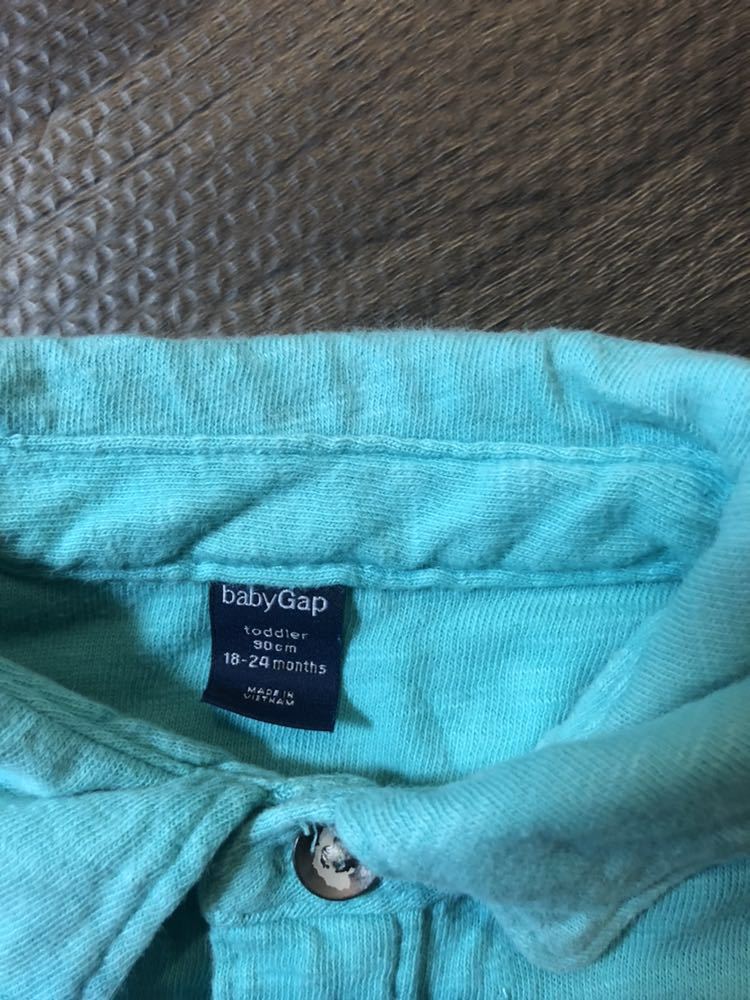 babyGap
toddler
90cm
18-24 months
MADE IN
VIETNAM